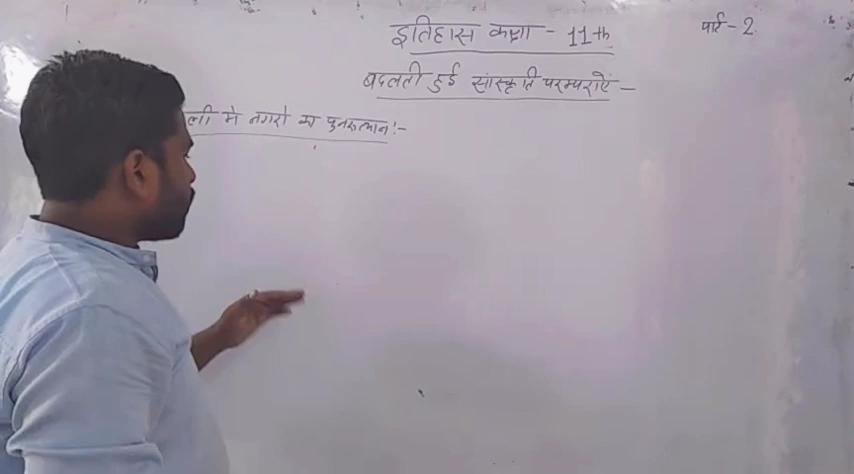 इतिहास कक्षा - 11th
पार्ट - 2
बदलती हुई सांस्कृति परम्पराऐं -
ली मे नगरो का पुनरूत्थान :-